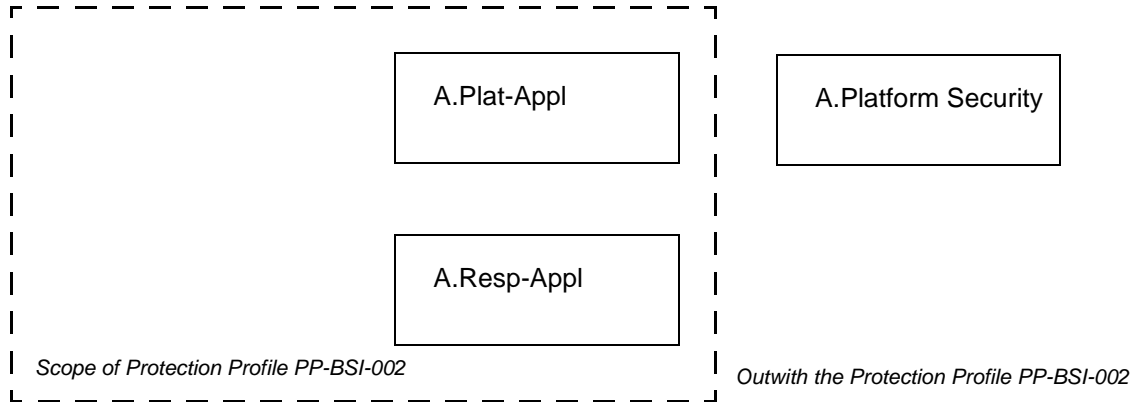 A.Plat-Appl
A.Platform Security
A.Resp-Appl
Scope of Protection Profile PP-BSI-002
Outwith the Protection Profile PP-BSI-002